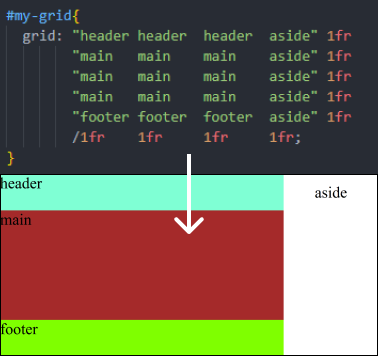 #my-grid{
grid: "header header header aside" 1fr
"main main main aside" 1fr
"main main main aside" 1fr
"main main main aside" 1fr
"footer footer footer aside" 1fr
/1fr 1fr 1fr 1fr;
}
header
aside
main
footer